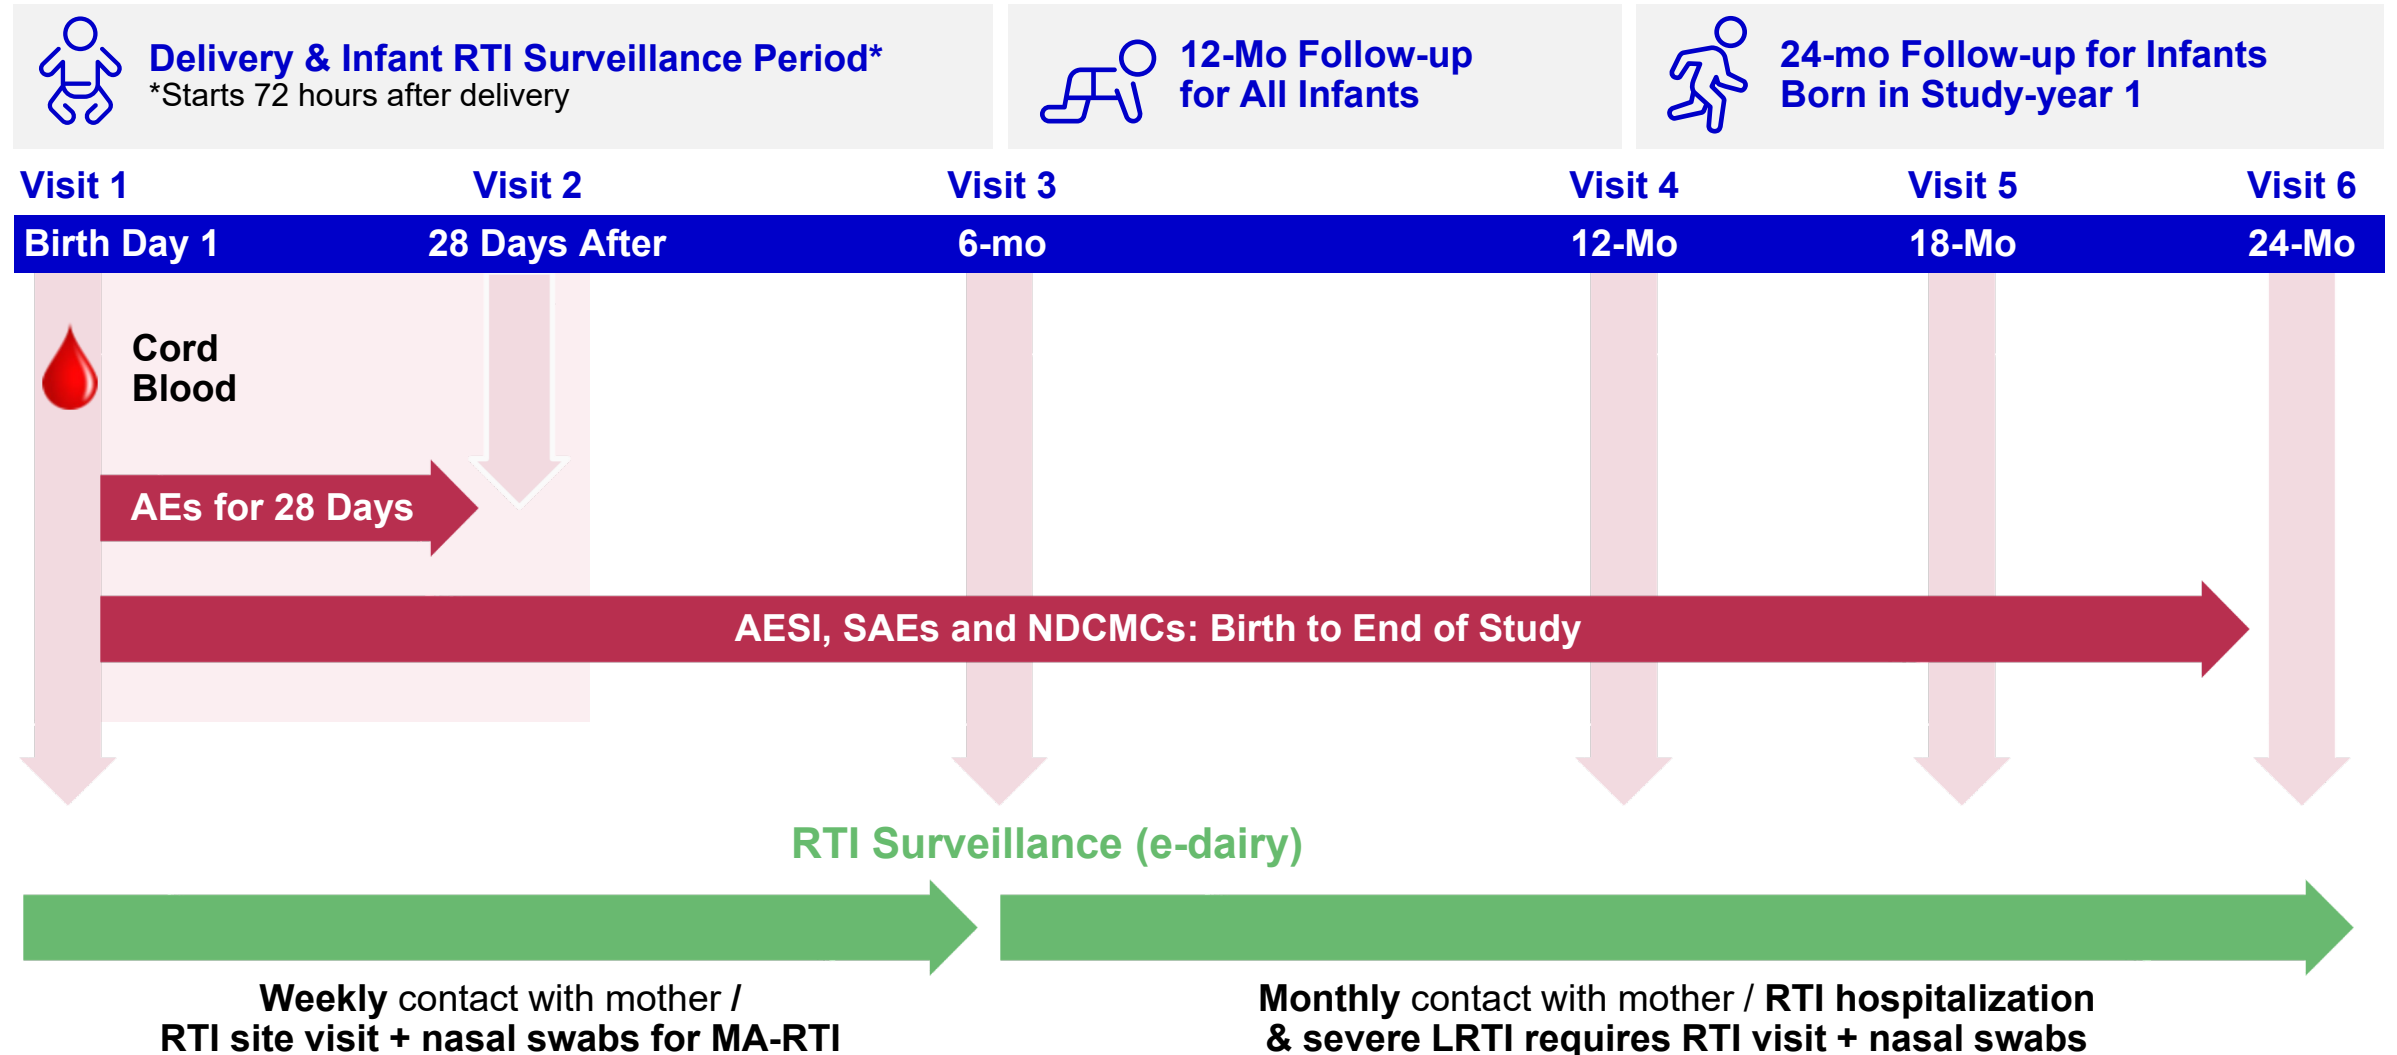 Delivery & Infant RTI Surveillance Period*
*Starts 72 hours after delivery
12-Mo Follow-up
for All Infants
24-mo Follow-up for Infants
Born in Study-year 1
Visit 1
Visit 2
Visit 3
Visit 4
Visit 5
Visit 6
Birth Day 1
28 Days After
6-mo
12-Mo
18-Mo
24-Mo
Cord
Blood
AEs for 28 Days
AESI, SAEs and NDCMCs: Birth to End of Study
RTI Surveillance (e-dairy)
Weekly contact with mother /
RTI site visit + nasal swabs for MA-RTI
Monthly contact with mother / RTI hospitalization
& severe LRTI requires RTI visit + nasal swabs